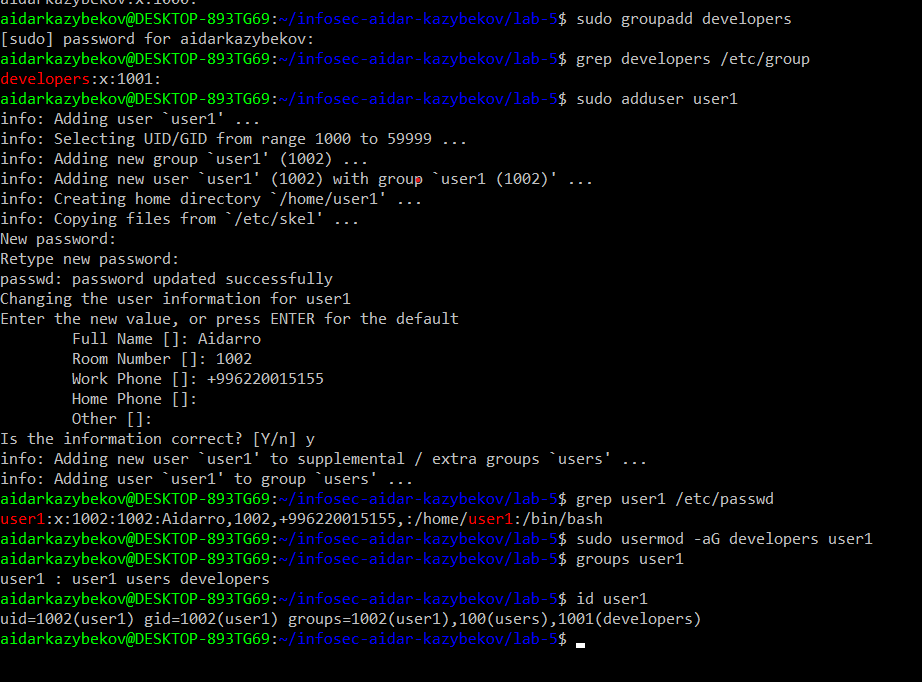 aidarkazybekov:x:1000:
aidarkazybekov@DESKTOP-893TG69:~/infosec-aidar-kazybekov/lab-5$ sudo groupadd developers
[sudo] password for aidarkazybekov:
aidarkazybekov@DESKTOP-893TG69:~/infosec-aidar-kazybekov/lab-5$ grep developers /etc/group
developers:x:1001:
aidarkazybekov@DESKTOP-893TG69:~/infosec-aidar-kazybekov/lab-5$ sudo adduser user1
info: Adding user `user1' ...
info: Selecting UID/GID from range 1000 to 59999 ...
info: Adding new group `user1' (1002) ...
info: Adding new user `user1' (1002) with group `user1 (1002)' ...
info: Creating home directory `/home/user1' ...
info: Copying files from `/etc/skel' ...
New password:
Retype new password:
passwd: password updated successfully
Changing the user information for user1
Enter the new value, or press ENTER for the default
        Full Name []: Aidarro
        Room Number []: 1002
        Work Phone []: +996220015155
        Home Phone []:
        Other []:
Is the information correct? [Y/n] y
info: Adding new user `user1' to supplemental / extra groups `users' ...
info: Adding user `user1' to group `users' ...
aidarkazybekov@DESKTOP-893TG69:~/infosec-aidar-kazybekov/lab-5$ grep user1 /etc/passwd
user1:x:1002:1002:Aidarro,1002,+996220015155,:/home/user1:/bin/bash
aidarkazybekov@DESKTOP-893TG69:~/infosec-aidar-kazybekov/lab-5$ sudo usermod -aG developers user1
aidarkazybekov@DESKTOP-893TG69:~/infosec-aidar-kazybekov/lab-5$ groups user1
user1 : user1 users developers
aidarkazybekov@DESKTOP-893TG69:~/infosec-aidar-kazybekov/lab-5$ id user1
uid=1002(user1) gid=1002(user1) groups=1002(user1),100(users),1001(developers)
aidarkazybekov@DESKTOP-893TG69:~/infosec-aidar-kazybekov/lab-5$